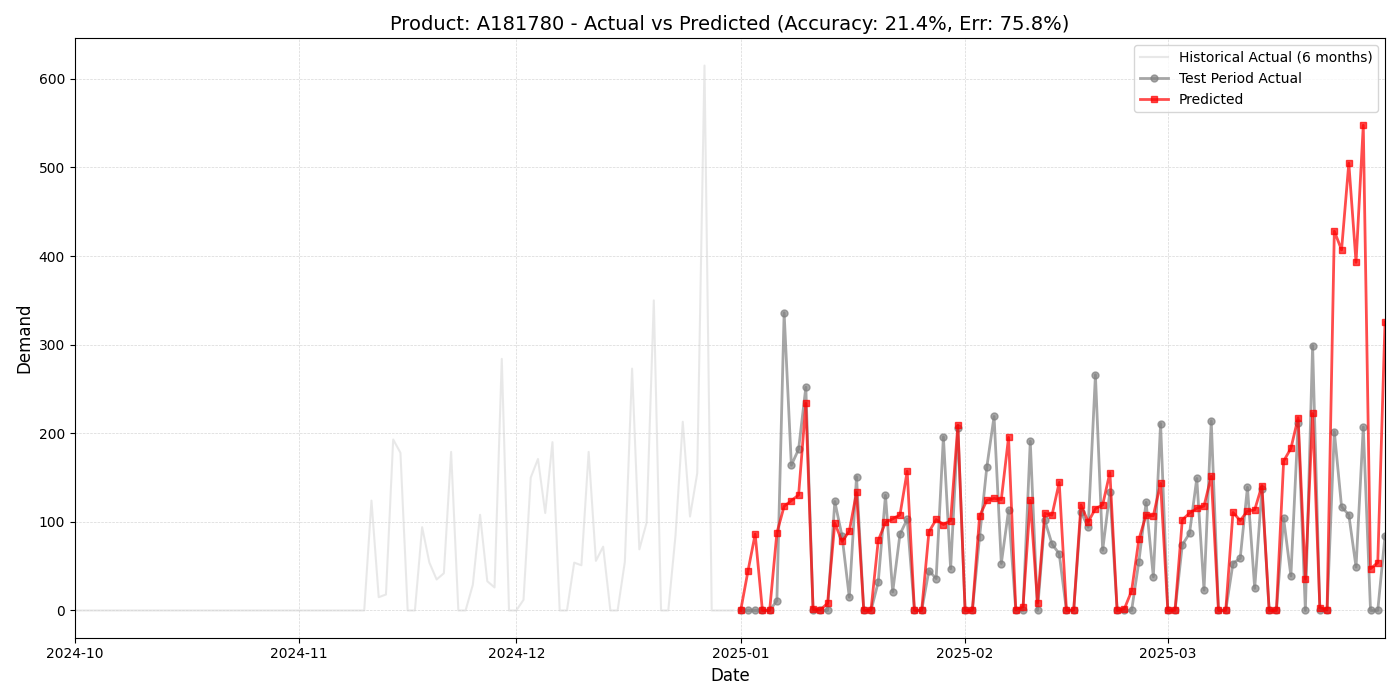 Product: A181780 - Actual vs Predicted (Accuracy: 21.4%, Err: 75.8%)
Historical Actual (6 months)
Test Period Actual
Predicted
600
500
400
300
200
100
0
Demand
2024-10
2024-11
2024-12
2025-01
2025-02
2025-03
Date